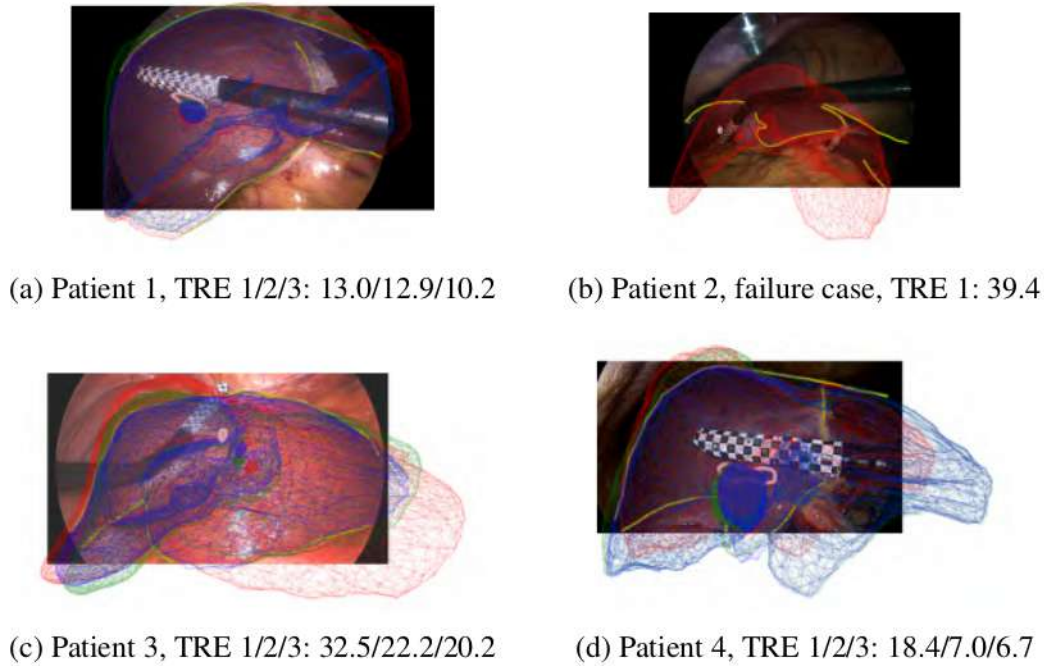 (a) Patient 1, TRE 1/2/3: 13.0/12.9/10.2
(b) Patient 2, failure case, TRE 1: 39.4
(c) Patient 3, TRE 1/2/3: 32.5/22.2/20.2
(d) Patient 4, TRE 1/2/3: 18.4/7.0/6.7